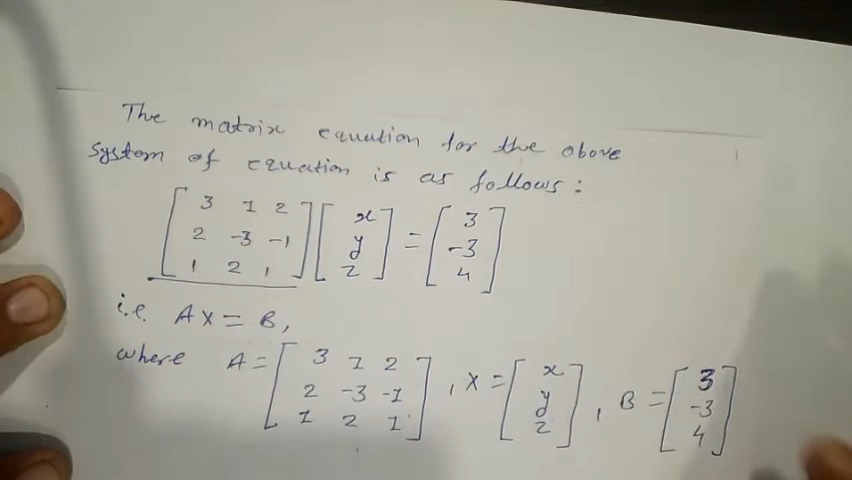 The matrix equation for the above
system of equation is as follows:
[3 1 2] [x] = [3]
[2 -3 -1] [y] [-3]
[1 2 1] [z] [4]
i.e. AX = B,
where A = [3 1 2] , X = [x] , B = [3]
[2 -3 -1] [y] [-3]
[1 2 1] [z] [4]